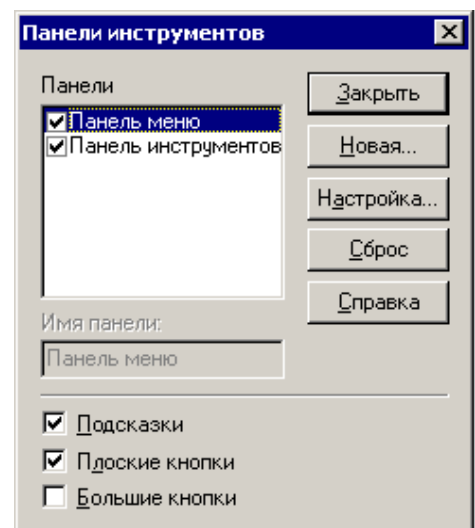 Панели инструментов
Панели
Панель меню
Панель инструментов
Закрыть
Новая...
Настройка...
Сброс
Справка
Имя панели:
Панель меню
Подсказки
Плоские кнопки
Большие кнопки